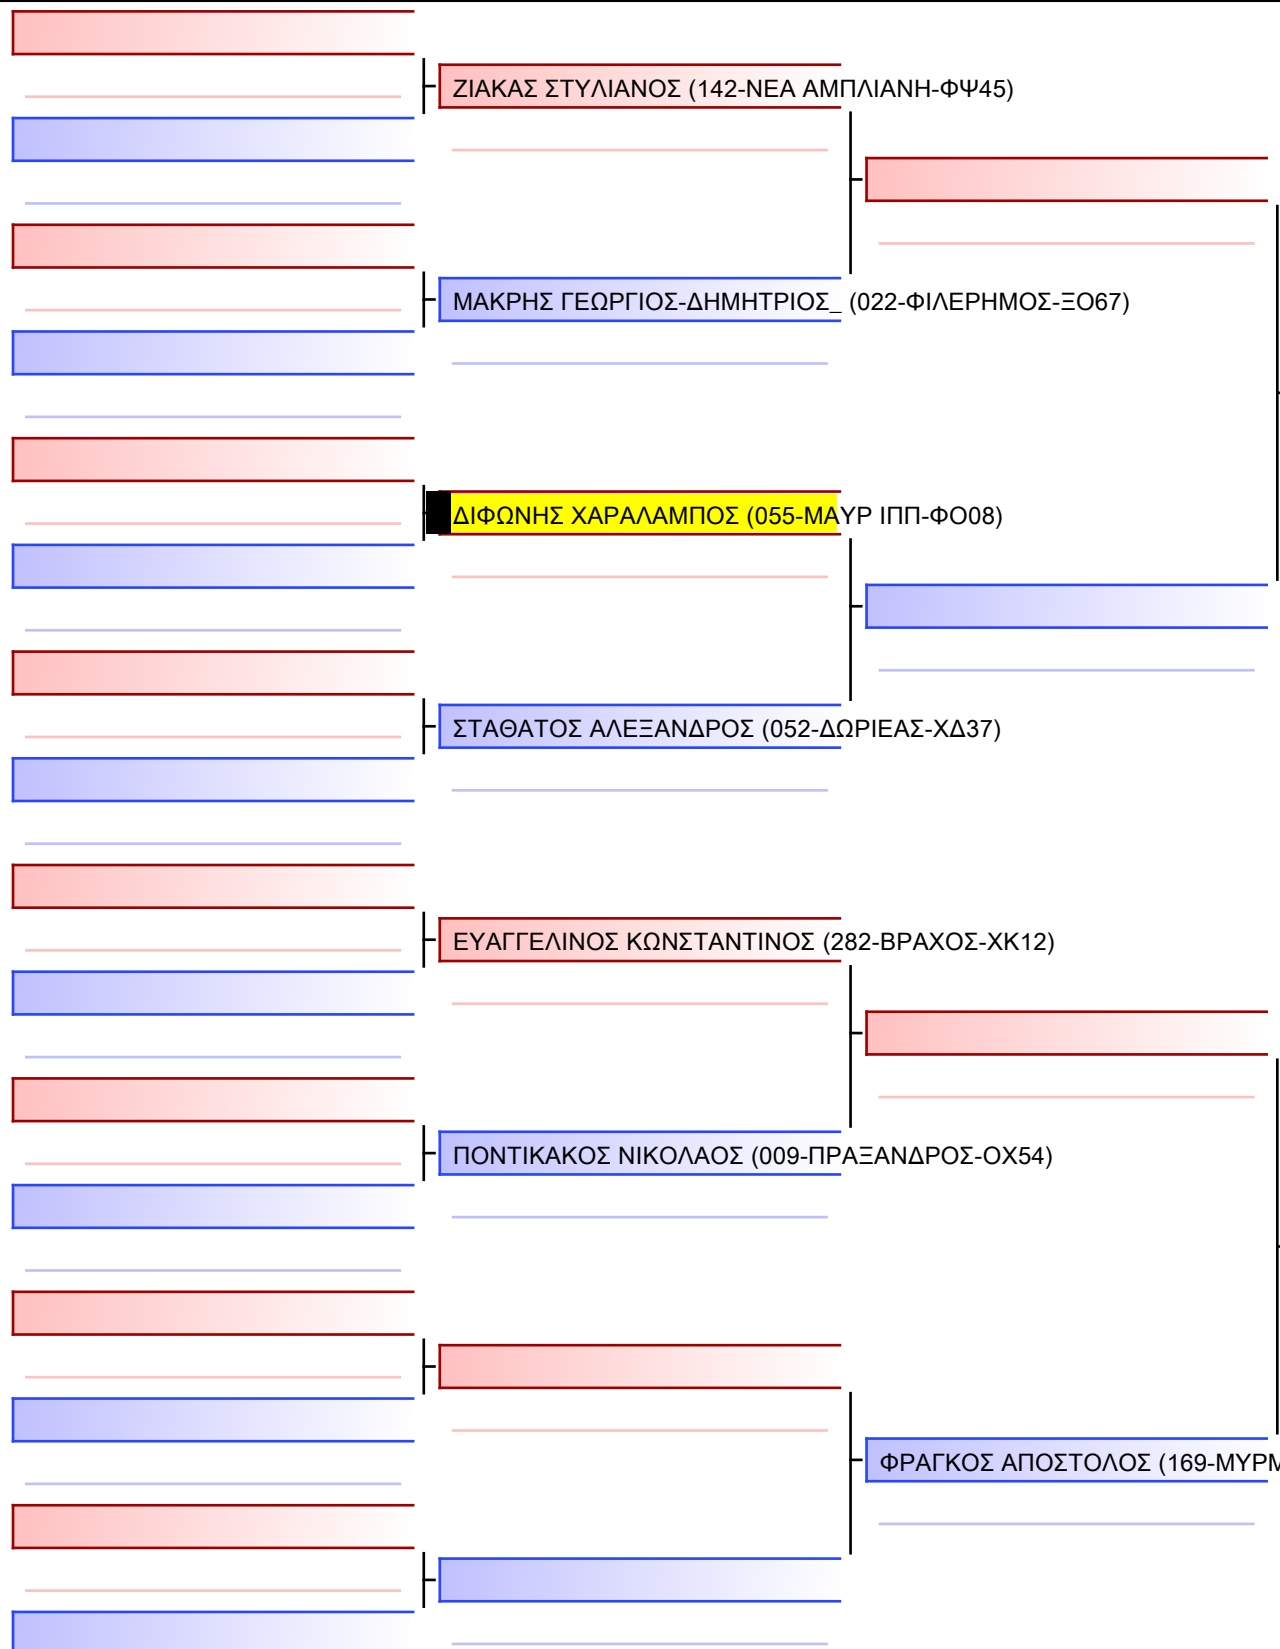 ΖΙΑΚΑΣ ΣΤΥΛΙΑΝΟΣ (142-ΝΕΑ ΑΜΠΛΙΑΝΗ-ΦΨ45)
ΜΑΚΡΗΣ ΓΕΩΡΓΙΟΣ-ΔΗΜΗΤΡΙΟΣ_ (022-ΦΙΛΕΡΗΜΟΣ-ΞΟ67)
ΔΙΦΩΝΗΣ ΧΑΡΑΛΑΜΠΟΣ (055-ΜΑΥΡ ΙΠΠ-ΦΟ08)
ΣΤΑΘΑΤΟΣ ΑΛΕΞΑΝΔΡΟΣ (052-ΔΩΡΙΕΑΣ-ΧΔ37)
ΕΥΑΓΓΕΛΙΝΟΣ ΚΩΝΣΤΑΝΤΙΝΟΣ (282-ΒΡΑΧΟΣ-ΧΚ12)
ΠΟΝΤΙΚΑΚΟΣ ΝΙΚΟΛΑΟΣ (009-ΠΡΑΞΑΝΔΡΟΣ-ΟΧ54)
ΦΡΑΓΚΟΣ ΑΠΟΣΤΟΛΟΣ (169-ΜΥΡΜ